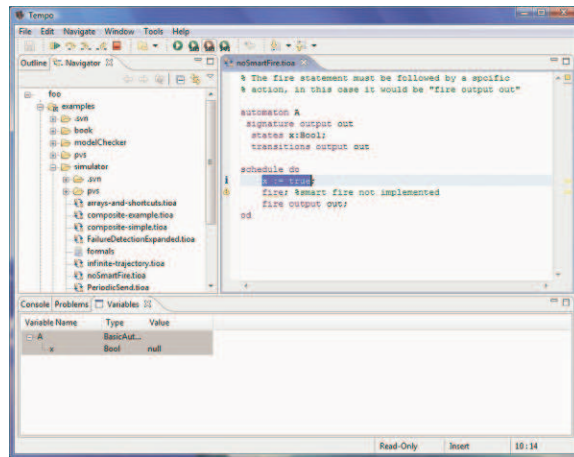 Tempo
File Edit Navigate Window Tools Help
Outline Navigator
foo
examples
.svn
book
modelChecker
pvs
simulator
.svn
pvs
arrays-and-shortcuts.tioa
composite-example.tioa
composite-simple.tioa
FailureDetectionExpanded.tioa
formals
infinite-trajectory.tioa
noSmartFire.tioa
PeriodicSend.tioa
noSmartFire.tioa
% The fire statement must be followed by a spcific
% action, in this case it would be "fire output out"
automaton A
signature output out
states x:Bool;
transitions output out
schedule do
x := true;
fire; %smart fire not implemented
fire output out;
od
Console Problems Variables
Variable Name Type Value
A BasicAut...
x Bool null
Read-Only Insert 10:14